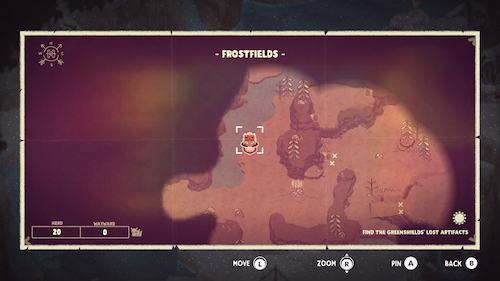 - FROSTFIELDS -
HERD
20
WAYWARD
0
FIND THE GREENSHIELDS' LOST ARTIFACTS
MOVE L
ZOOM R
PIN A
BACK B